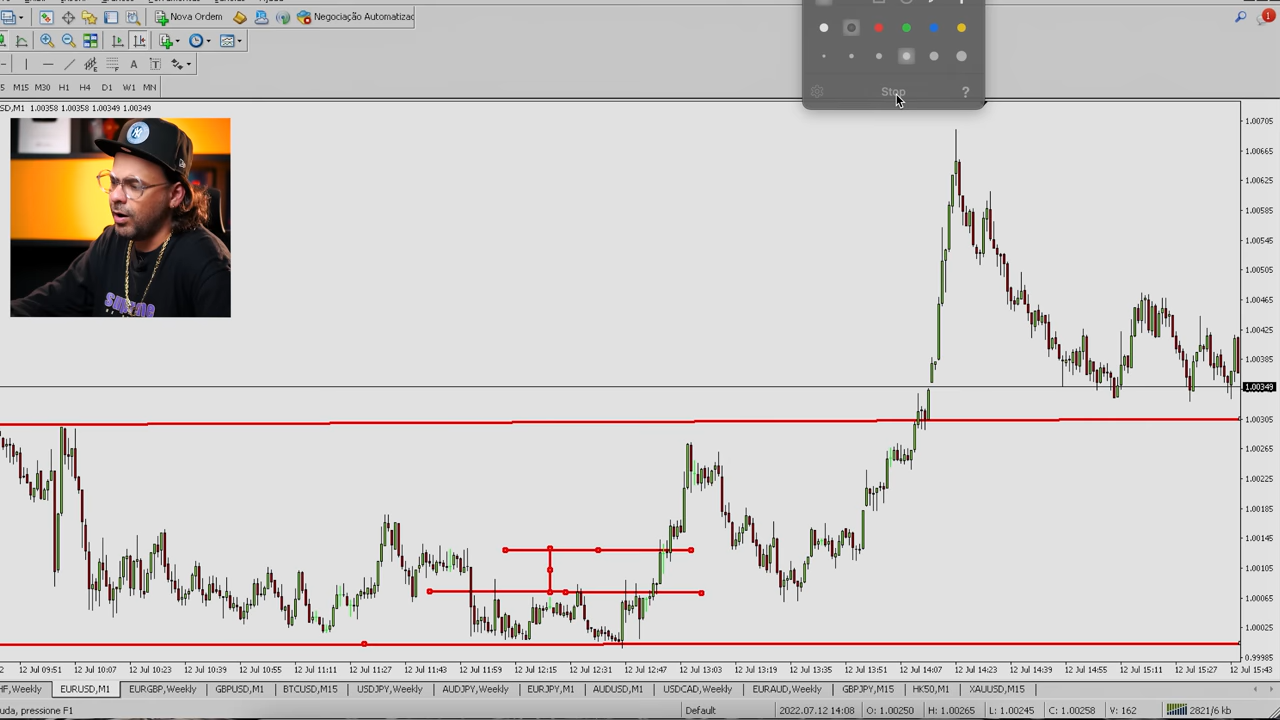 Nova Ordem
Negociação Automatizac
Stop
?
1
A
T
5 M15 M30 H1 H4 D1 W1 MN
SD,M1 1.00358 1.00358 1.00349 1.00349
1.00705
1.00665
1.00625
1.00585
1.00545
1.00505
1.00465
1.00425
1.00385
1.00349
1.00305
1.00265
1.00225
1.00185
1.00145
1.00105
1.00065
1.00025
0.99985
2 12 Jul 09:51 12 Jul 10:07 12 Jul 10:23 12 Jul 10:39 12 Jul 10:55 12 Jul 11:11 12 Jul 11:27 12 Jul 11:43 12 Jul 11:59 12 Jul 12:15 12 Jul 12:31 12 Jul 12:47 12 Jul 13:03 12 Jul 13:19 12 Jul 13:35 12 Jul 13:51 12 Jul 14:07 12 Jul 14:23 12 Jul 14:39 12 Jul 14:55 12 Jul 15:11 12 Jul 15:27 12 Jul 15:43
HF,Weekly EURUSD,M1 EURGBP,Weekly GBPUSD,M1 BTCUSD,M15 USDJPY,Weekly AUDJPY,Weekly EURJPY,M1 AUDUSD,M1 USDCAD,Weekly EURAUD,Weekly GBPJPY,M15 HK50,M1 XAUUSD,M15
uda, pressione F1 Default 2022.07.12 14:08 O: 1.00250 H: 1.00265 L: 1.00245 C: 1.00258 V: 162 2821/6 kb